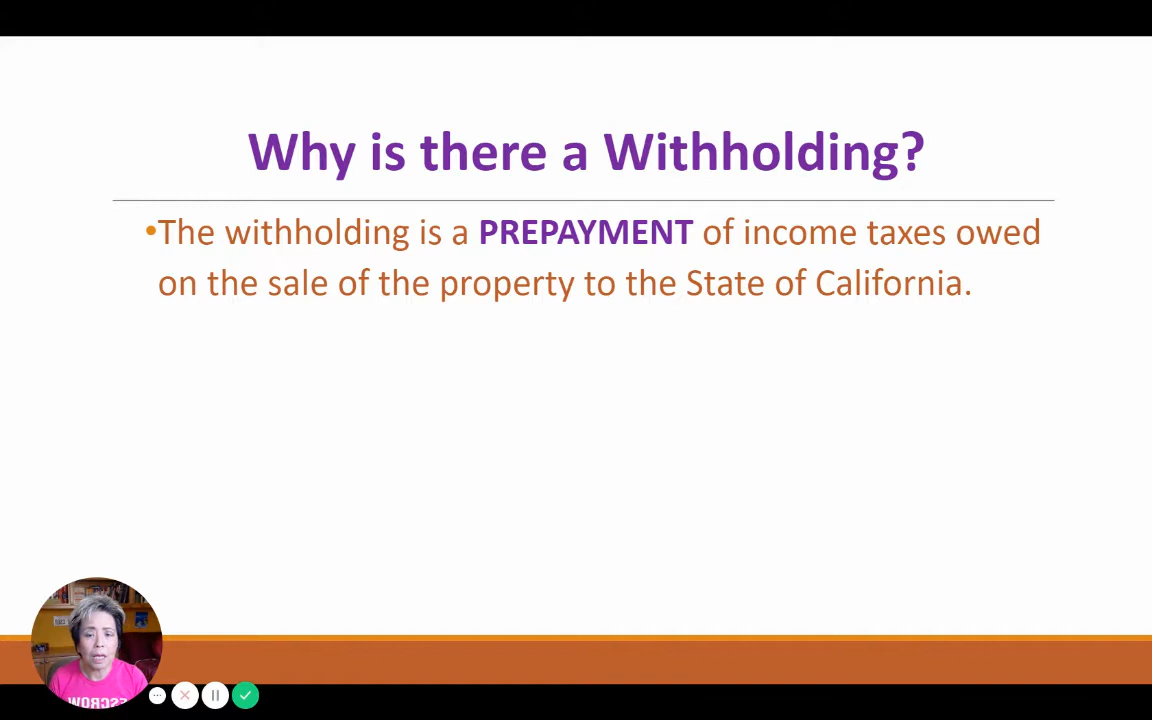 Why is there a Withholding?
•The withholding is a PREPAYMENT of income taxes owed
on the sale of the property to the State of California.
ESCROW